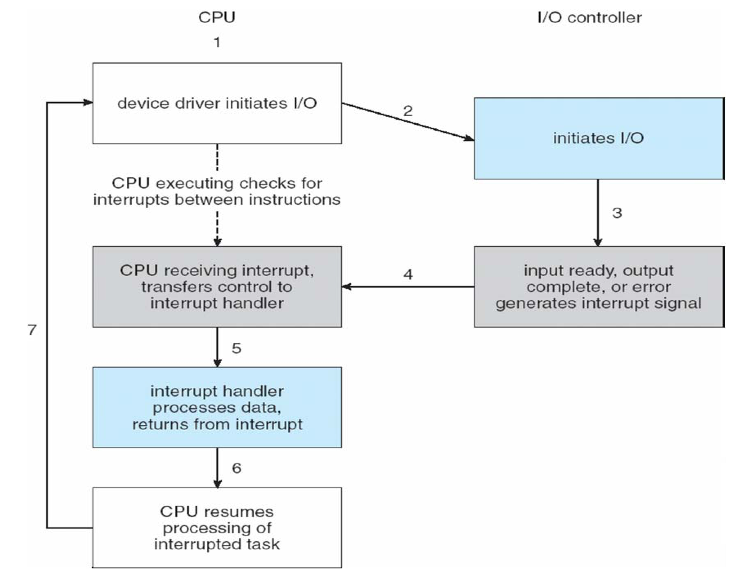 CPU
I/O controller
1
device driver initiates I/O
2
initiates I/O
CPU executing checks for
interrupts between instructions
3
CPU receiving interrupt,
transfers control to
interrupt handler
4
input ready, output
complete, or error
generates interrupt signal
7
5
interrupt handler
processes data,
returns from interrupt
6
CPU resumes
processing of
interrupted task